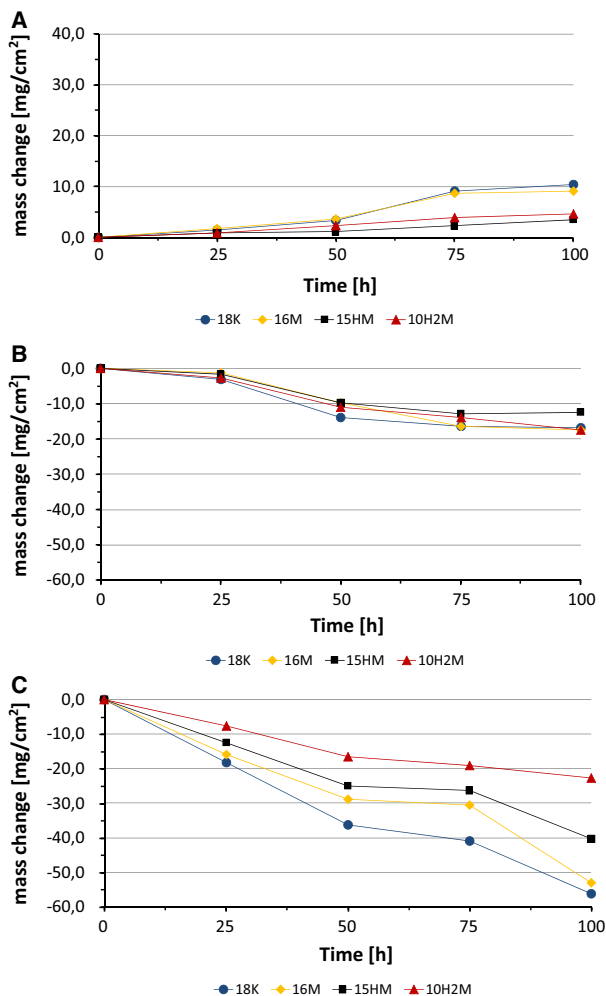 A
mass change [mg/cm²]
40,0
30,0
20,0
10,0
0,0
0 25 50 75 100
Time [h]
18K 16M 15HM 10H2M
B
mass change [mg/cm²]
0,0
-10,0
-20,0
-30,0
-40,0
-50,0
-60,0
0 25 50 75 100
Time [h]
18K 16M 15HM 10H2M
C
mass change [mg/cm²]
0,0
-10,0
-20,0
-30,0
-40,0
-50,0
-60,0
0 25 50 75 100
Time [h]
18K 16M 15HM 10H2M